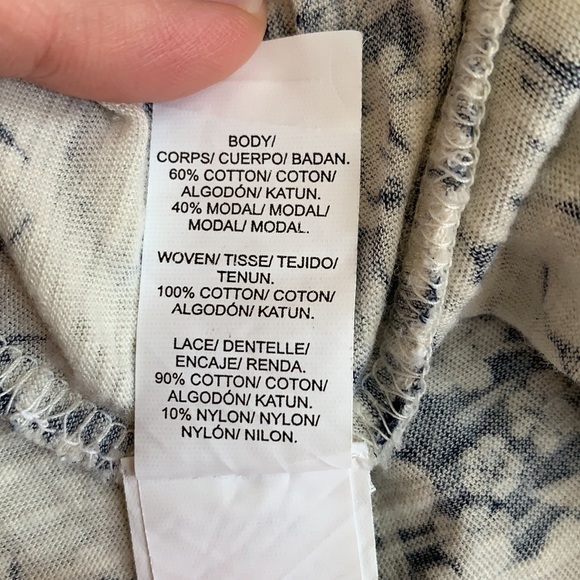 BODY/
CORPS/ CUERPO/ BADAN.
60% COTTON/ COTON/
ALGODÓN/ KATUN.
40% MODAL/ MODAL/
MODAL/ MODAL.
WOVEN/ TISSE/ TEJIDO/
TENUN.
100% COTTON/ COTON/
ALGODÓN/ KATUN.
LACE/ DENTELLE/
ENCAJE/ RENDA.
90% COTTON/ COTON/
ALGODÓN/ KATUN.
10% NYLON/ NYLON/
NYLÓN/ NILON.